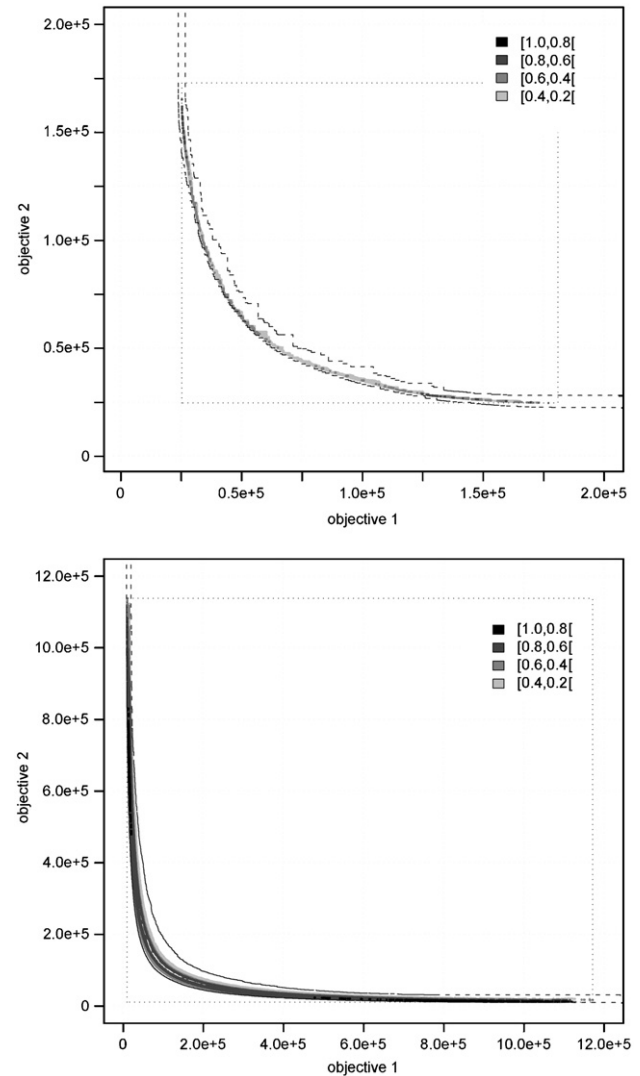 2.0e+5
1.5e+5
1.0e+5
0.5e+5
0
objective 2
[1.0,0.8[
[0.8,0.6[
[0.6,0.4[
[0.4,0.2[
0 0.5e+5 1.0e+5 1.5e+5 2.0e+5
objective 1
12.0e+5
10.0e+5
8.0e+5
6.0e+5
4.0e+5
2.0e+5
0
objective 2
[1.0,0.8[
[0.8,0.6[
[0.6,0.4[
[0.4,0.2[
0 2.0e+5 4.0e+5 6.0e+5 8.0e+5 10.0e+5 12.0e+5
objective 1